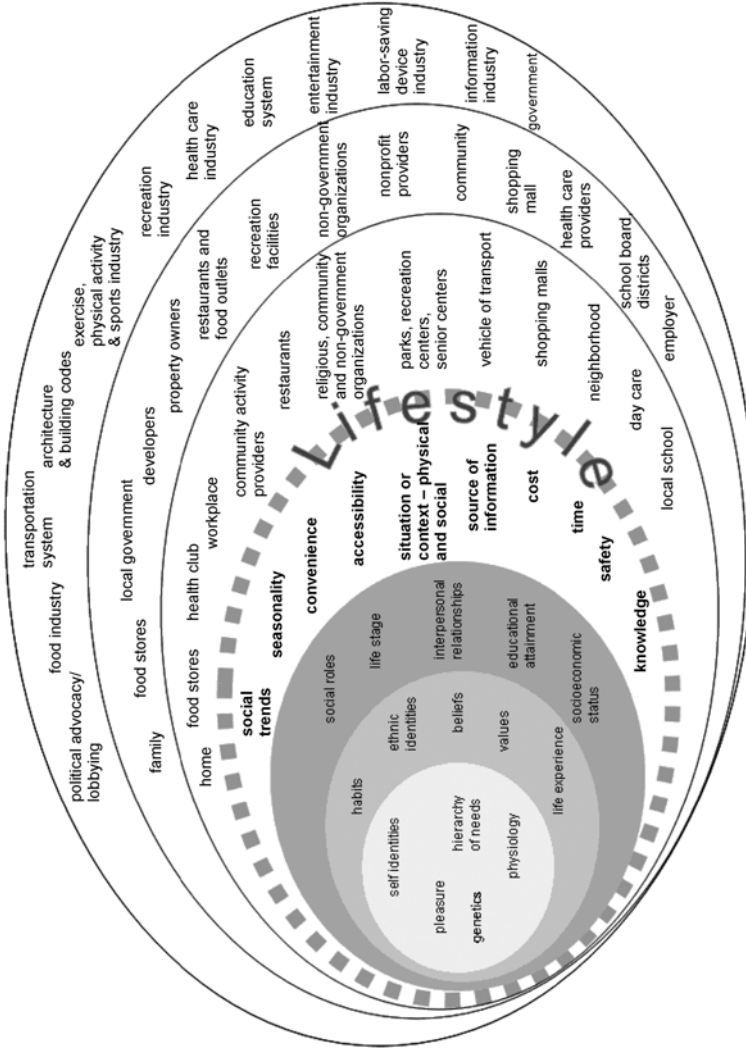 political advocacy/
lobbying
food industry
transportation
system
architecture
& building codes
exercise,
physical activity
& sports industry
recreation
industry
health care
industry
education
system
entertainment
industry
labor-saving
device
industry
information
industry
government
family
food stores
local government
developers
property owners
restaurants and
food outlets
recreation
facilities
non-government
organizations
nonprofit
providers
community
shopping
mall
health care
providers
school board,
districts
employer
home
food stores
health club
workplace
community activity
providers
restaurants
religious, community
and non-government
organizations
parks, recreation
centers,
senior centers
vehicle of transport
shopping malls
neighborhood
day care
local school
Lifestyle
social
trends
seasonality
convenience
accessibility
situation or
context – physical
and social
source of
information
cost
time
safety
knowledge
social roles
life stage
interpersonal
relationships
educational
attainment
socioeconomic
status
habits
ethnic
identities
beliefs
values
life experience
self identities
pleasure
hierarchy
of needs
genetics
physiology